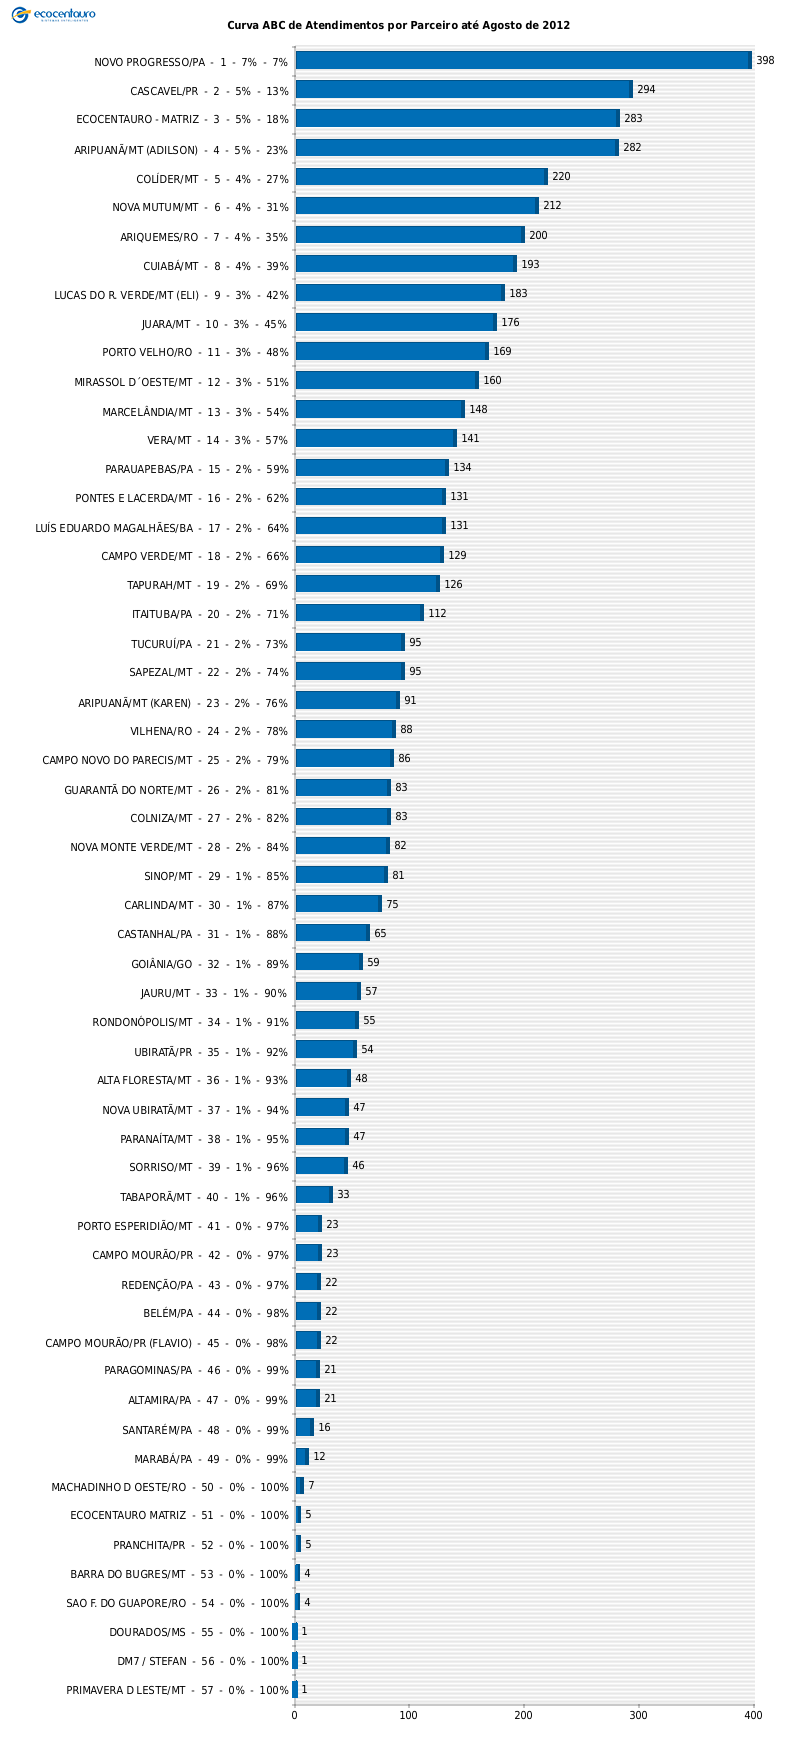 ecocentauro
Curva ABC de Atendimentos por Parceiro até Agosto de 2012
NOVO PROGRESSO/PA - 1 - 7% - 7% 398
CASCAVEL/PR - 2 - 5% - 13% 294
ECOCENTAURO - MATRIZ - 3 - 5% - 18% 283
ARIPUANÃ/MT (ADILSON) - 4 - 5% - 23% 282
COLÍDER/MT - 5 - 4% - 27% 220
NOVA MUTUM/MT - 6 - 4% - 31% 212
ARIQUEMES/RO - 7 - 4% - 35% 200
CUIABÁ/MT - 8 - 4% - 39% 193
LUCAS DO R. VERDE/MT (ELI) - 9 - 3% - 42% 183
JUARA/MT - 10 - 3% - 45% 176
PORTO VELHO/RO - 11 - 3% - 48% 169
MIRASSOL D´OESTE/MT - 12 - 3% - 51% 160
MARCELÂNDIA/MT - 13 - 3% - 54% 148
VERA/MT - 14 - 3% - 57% 141
PARAUAPEBAS/PA - 15 - 2% - 59% 134
PONTES E LACERDA/MT - 16 - 2% - 62% 131
LUÍS EDUARDO MAGALHÃES/BA - 17 - 2% - 64% 131
CAMPO VERDE/MT - 18 - 2% - 66% 129
TAPURAH/MT - 19 - 2% - 69% 126
ITAITUBA/PA - 20 - 2% - 71% 112
TUCURUÍ/PA - 21 - 2% - 73% 95
SAPEZAL/MT - 22 - 2% - 74% 95
ARIPUANÃ/MT (KAREN) - 23 - 2% - 76% 91
VILHENA/RO - 24 - 2% - 78% 88
CAMPO NOVO DO PARECIS/MT - 25 - 2% - 79% 86
GUARANTÃ DO NORTE/MT - 26 - 2% - 81% 83
COLNIZA/MT - 27 - 2% - 82% 83
NOVA MONTE VERDE/MT - 28 - 2% - 84% 82
SINOP/MT - 29 - 1% - 85% 81
CARLINDA/MT - 30 - 1% - 87% 75
CASTANHAL/PA - 31 - 1% - 88% 65
GOIÂNIA/GO - 32 - 1% - 89% 59
JAURU/MT - 33 - 1% - 90% 57
RONDONÓPOLIS/MT - 34 - 1% - 91% 55
UBIRATÃ/PR - 35 - 1% - 92% 54
ALTA FLORESTA/MT - 36 - 1% - 93% 48
NOVA UBIRATÃ/MT - 37 - 1% - 94% 47
PARANAÍTA/MT - 38 - 1% - 95% 47
SORRISO/MT - 39 - 1% - 96% 46
TABAPORÃ/MT - 40 - 1% - 96% 33
PORTO ESPERIDIÃO/MT - 41 - 0% - 97% 23
CAMPO MOURÃO/PR - 42 - 0% - 97% 23
REDENÇÃO/PA - 43 - 0% - 97% 22
BELÉM/PA - 44 - 0% - 98% 22
CAMPO MOURÃO/PR (FLAVIO) - 45 - 0% - 98% 22
PARAGOMINAS/PA - 46 - 0% - 99% 21
ALTAMIRA/PA - 47 - 0% - 99% 21
SANTARÉM/PA - 48 - 0% - 99% 16
MARABÁ/PA - 49 - 0% - 99% 12
MACHADINHO D OESTE/RO - 50 - 0% - 100% 7
ECOCENTAURO MATRIZ - 51 - 0% - 100% 5
PRANCHITA/PR - 52 - 0% - 100% 5
BARRA DO BUGRES/MT - 53 - 0% - 100% 4
SAO F. DO GUAPORE/RO - 54 - 0% - 100% 4
DOURADOS/MS - 55 - 0% - 100% 1
DM7 / STEFAN - 56 - 0% - 100% 1
PRIMAVERA D LESTE/MT - 57 - 0% - 100% 1
0 100 200 300 400